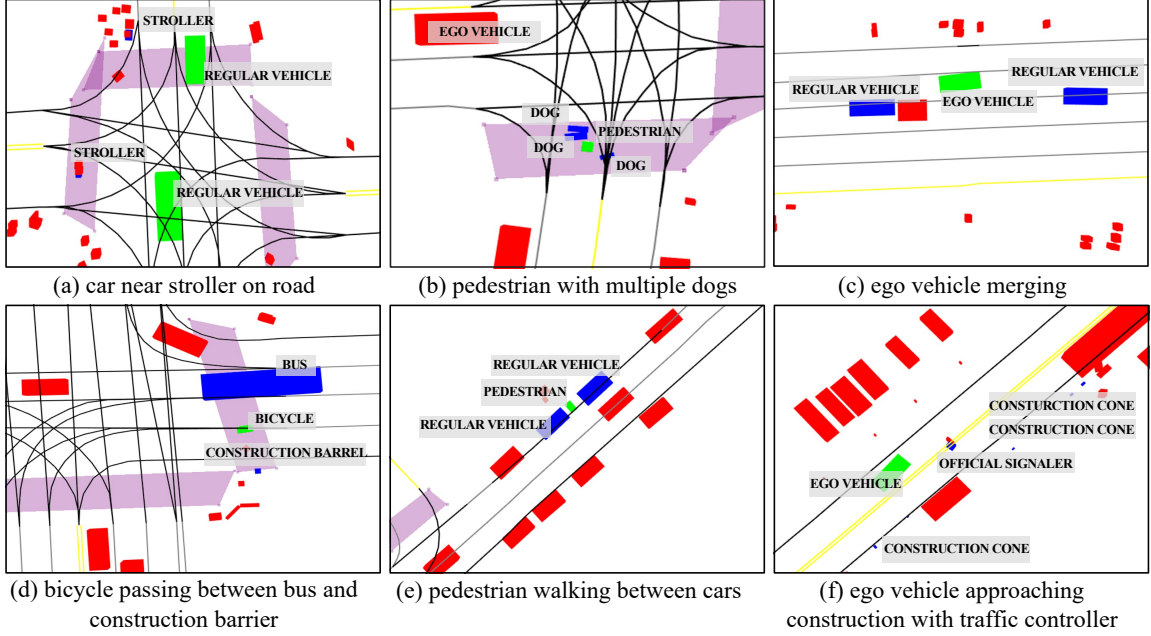 STROLLER
REGULAR VEHICLE
STROLLER
REGULAR VEHICLE
(a) car near stroller on road
EGO VEHICLE
DOG
PEDESTRIAN
DOG
DOG
(b) pedestrian with multiple dogs
REGULAR VEHICLE
REGULAR VEHICLE
EGO VEHICLE
(c) ego vehicle merging
BUS
BICYCLE
CONSTRUCTION BARREL
(d) bicycle passing between bus and
construction barrier
REGULAR VEHICLE
PEDESTRIAN
REGULAR VEHICLE
(e) pedestrian walking between cars
CONSTURCTION CONE
CONSTRUCTION CONE
OFFICIAL SIGNALER
EGO VEHICLE
CONSTRUCTION CONE
(f) ego vehicle approaching
construction with traffic controller